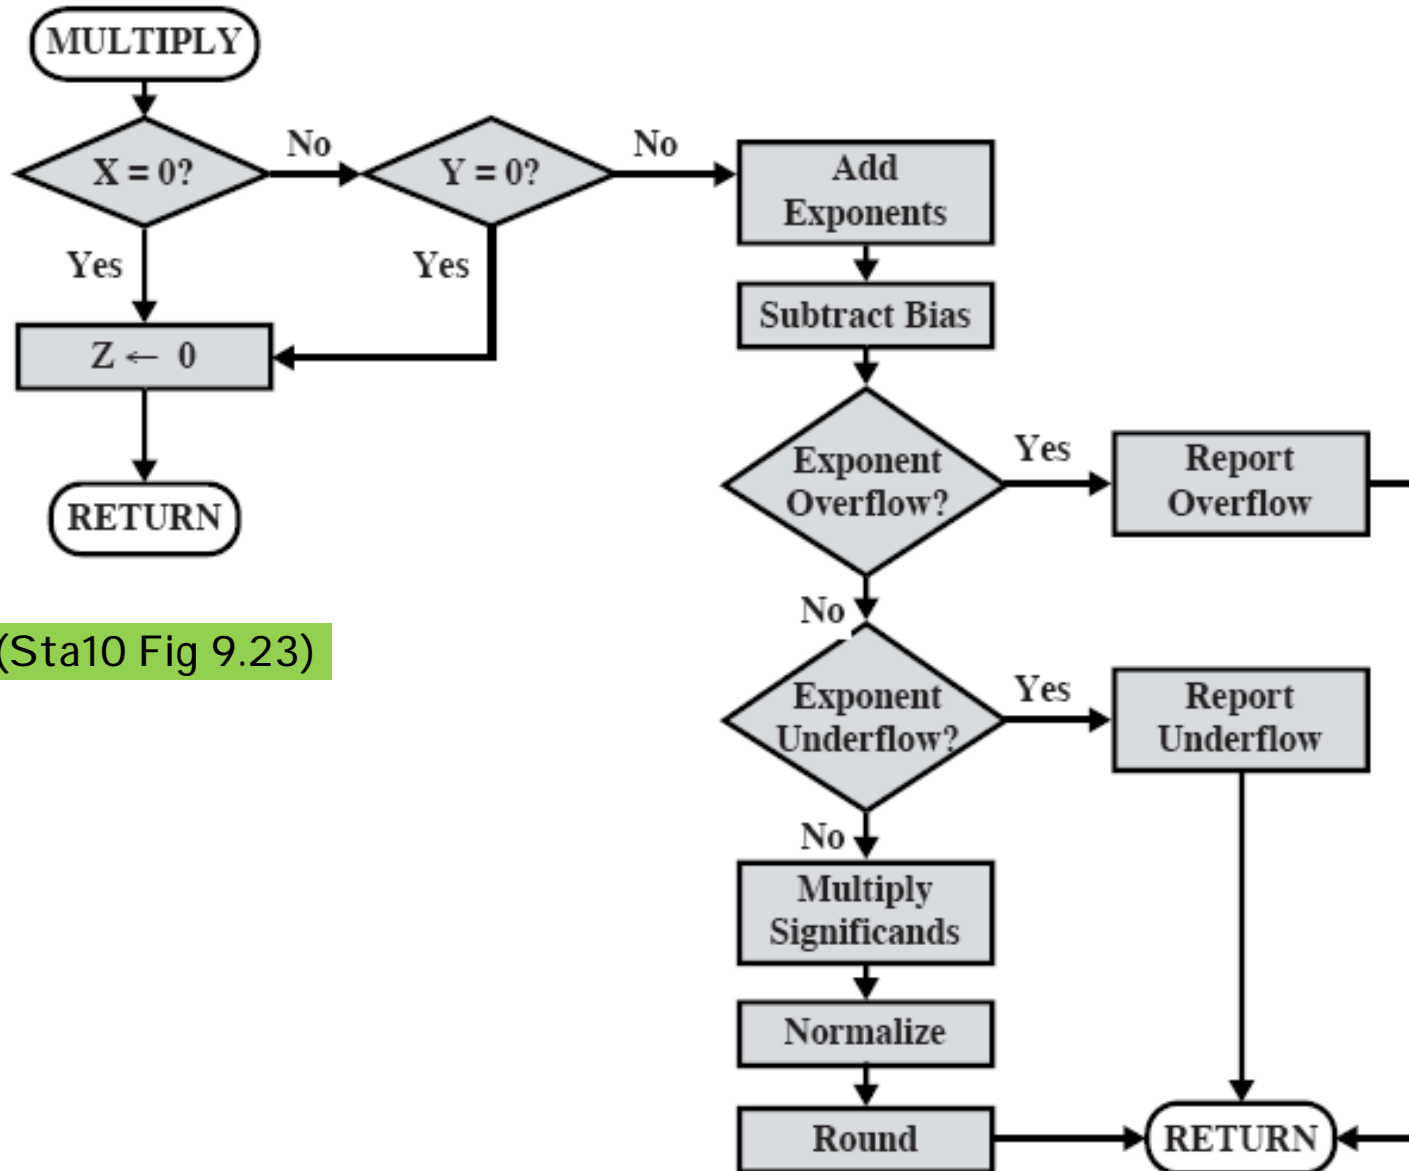 MULTIPLY
X = 0?
No
Y = 0?
No
Add
Exponents
Yes
Yes
Subtract Bias
Z ← 0
Exponent
Overflow?
Yes
Report
Overflow
RETURN
No
(Sta10 Fig 9.23)
Exponent
Underflow?
Yes
Report
Underflow
No
Multiply
Significands
Normalize
Round
RETURN